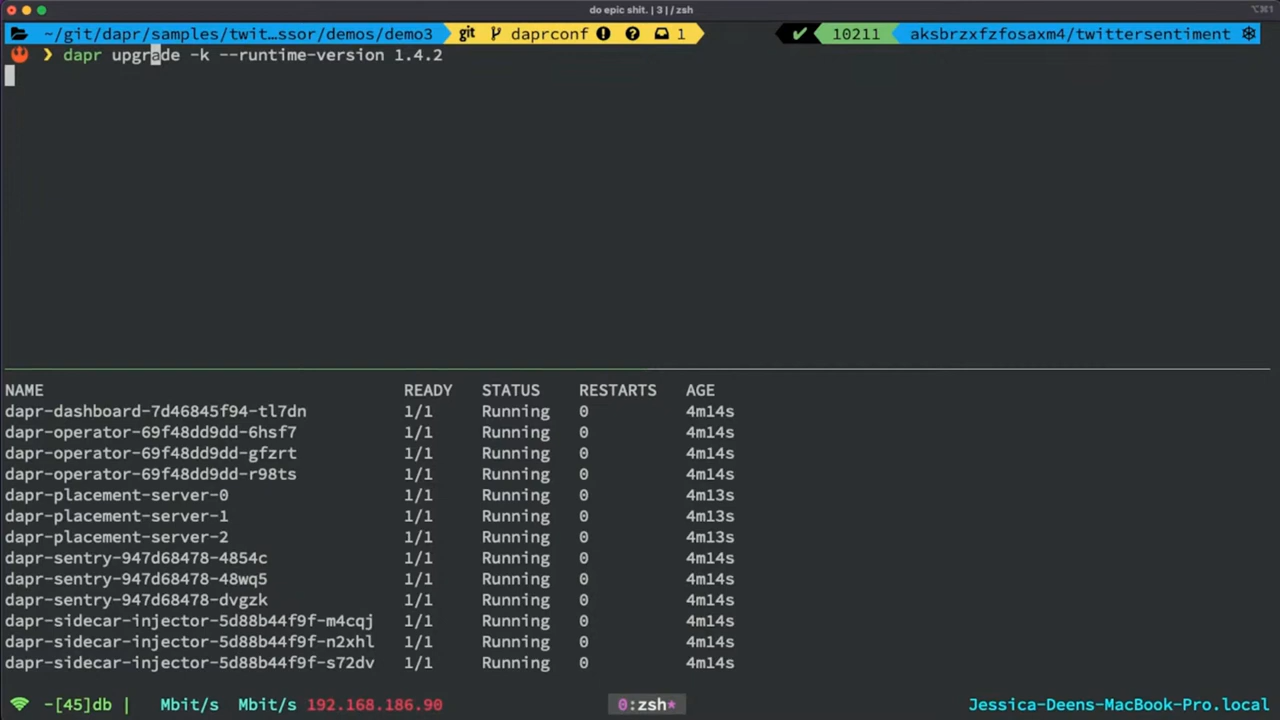 do epic shit. | 3 | / zsh
⌥⌘1
~/git/dapr/samples/twit…ssor/demos/demo3 git daprconf 1 ✔ 10211 aksbrzxfzfosaxm4/twittersentiment
❯ dapr upgrade -k --runtime-version 1.4.2
NAME READY STATUS RESTARTS AGE
dapr-dashboard-7d46845f94-tl7dn 1/1 Running 0 4m14s
dapr-operator-69f48dd9dd-6hsf7 1/1 Running 0 4m14s
dapr-operator-69f48dd9dd-gfzrt 1/1 Running 0 4m14s
dapr-operator-69f48dd9dd-r98ts 1/1 Running 0 4m14s
dapr-placement-server-0 1/1 Running 0 4m13s
dapr-placement-server-1 1/1 Running 0 4m13s
dapr-placement-server-2 1/1 Running 0 4m13s
dapr-sentry-947d68478-4854c 1/1 Running 0 4m14s
dapr-sentry-947d68478-48wq5 1/1 Running 0 4m14s
dapr-sentry-947d68478-dvgzk 1/1 Running 0 4m14s
dapr-sidecar-injector-5d88b44f9f-m4cqj 1/1 Running 0 4m14s
dapr-sidecar-injector-5d88b44f9f-n2xhl 1/1 Running 0 4m14s
dapr-sidecar-injector-5d88b44f9f-s72dv 1/1 Running 0 4m14s
-[45]db | Mbit/s Mbit/s 192.168.186.90 0:zsh* Jessica-Deens-MacBook-Pro.local